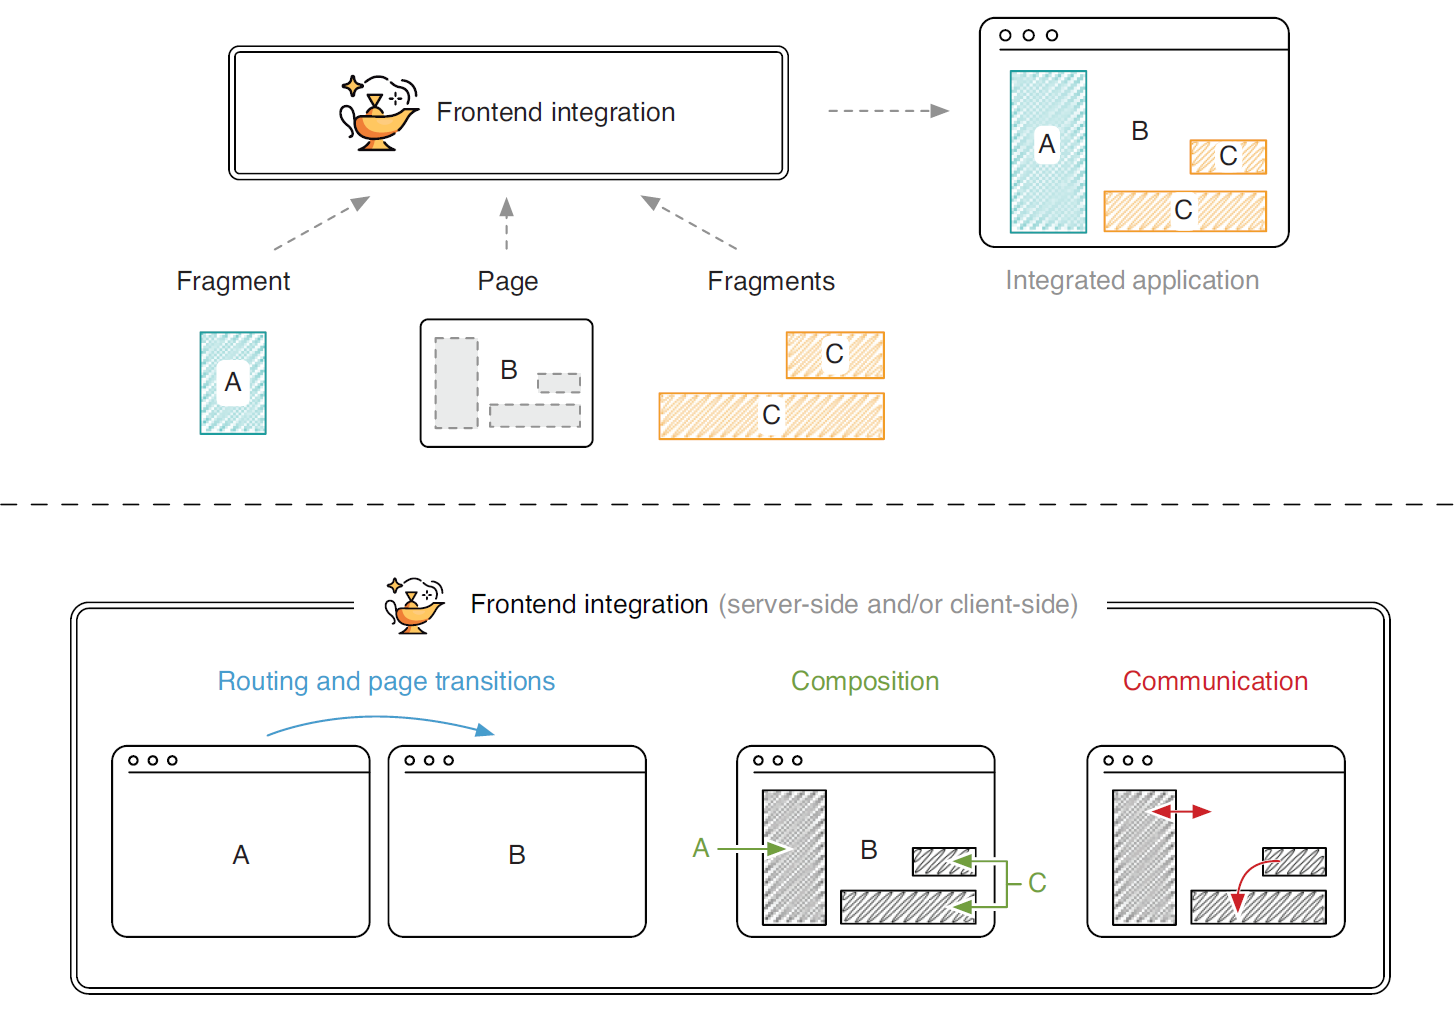 Frontend integration
A
B
C
C
Fragment
Page
Fragments
Integrated application
A
B
C
C
Frontend integration (server-side and/or client-side)
Routing and page transitions
Composition
Communication
A
B
A
B
C